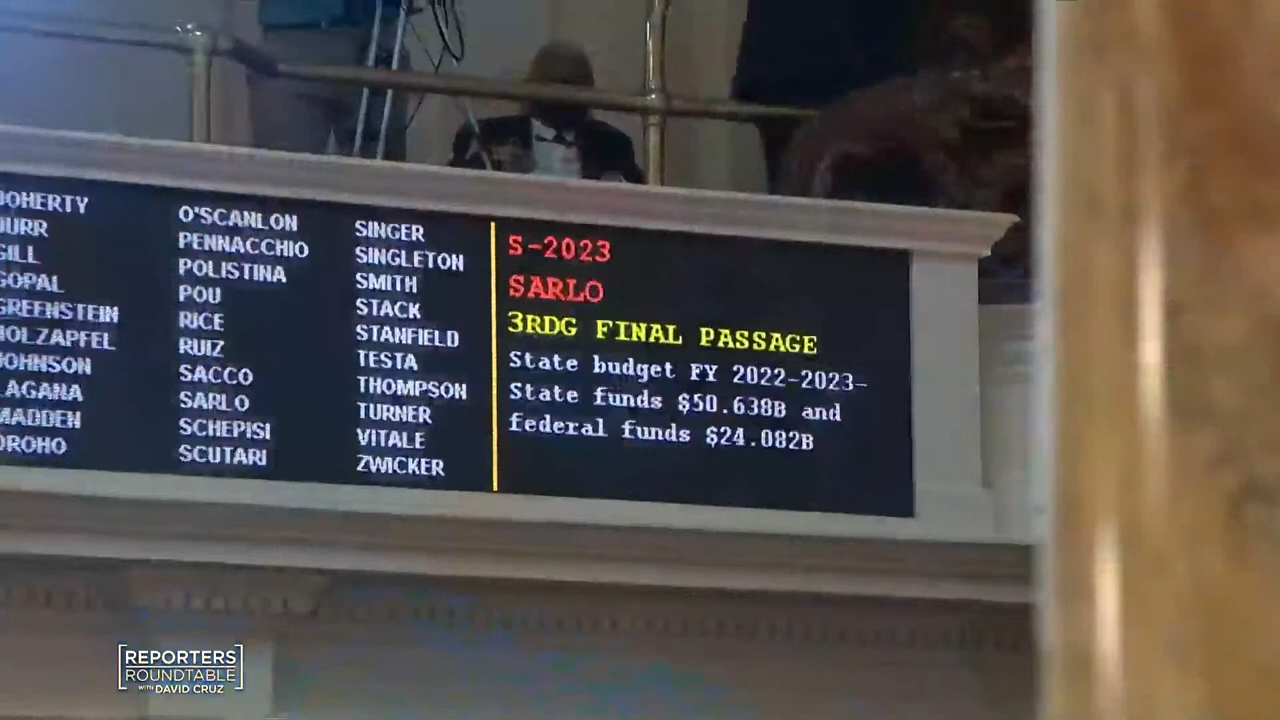 DOHERTY
DURR
GILL
GOPAL
GREENSTEIN
HOLZAPFEL
JOHNSON
LAGANA
MADDEN
OROHO
O'SCANLON
PENNACCHIO
POLISTINA
POU
RICE
RUIZ
SACCO
SARLO
SCHEPISI
SCUTARI
SINGER
SINGLETON
SMITH
STACK
STANFIELD
TESTA
THOMPSON
TURNER
VITALE
ZWICKER
S-2023
SARLO
3RDG FINAL PASSAGE
State budget FY 2022-2023-
State funds $50.638B and
federal funds $24.082B
REPORTERS
ROUNDTABLE
WITH DAVID CRUZ